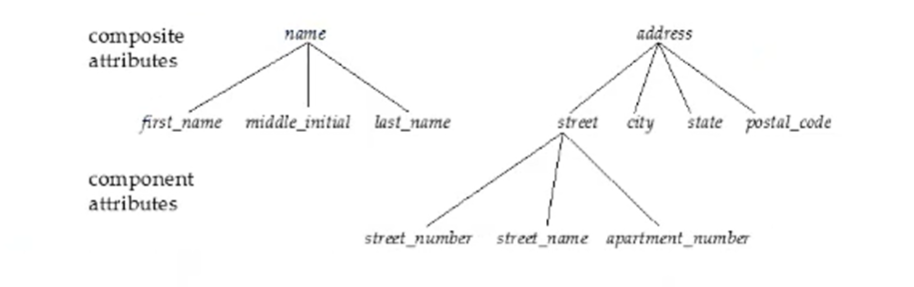 composite
attributes
name
address
first_name middle_initial last_name
street city state postal_code
component
attributes
street_number street_name apartment_number